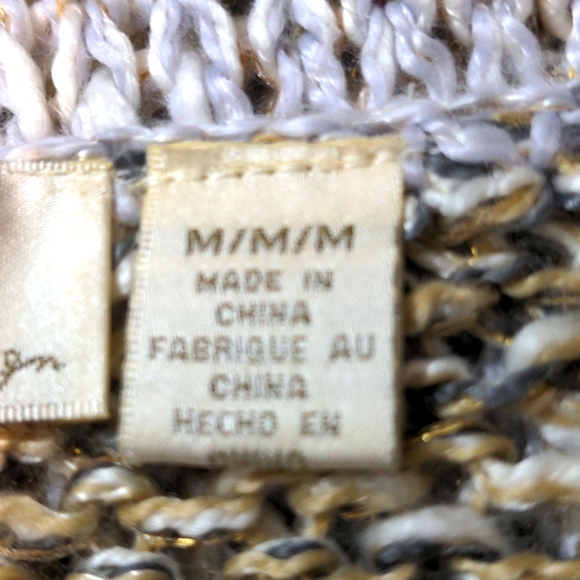 M/M/M
MADE IN
CHINA
FABRIQUE AU
CHINA
HECHO EN